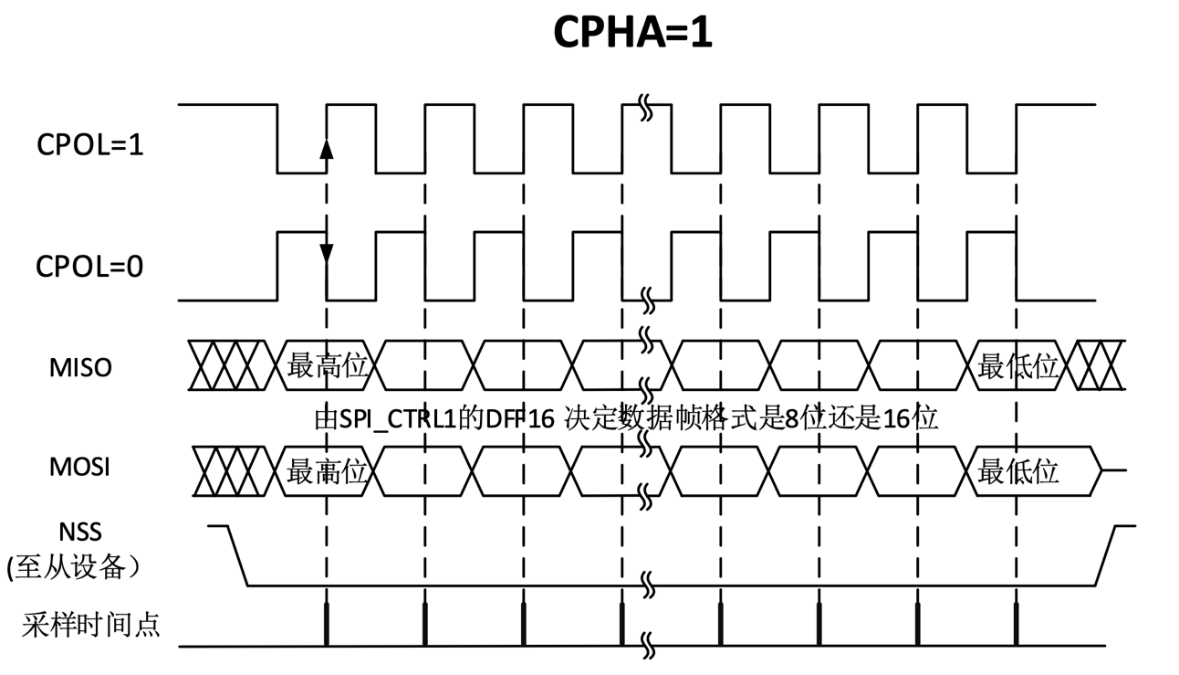 CPHA=1
CPOL=1
CPOL=0
MISO
最高位
最低位
由SPI_CTRL1的DFF16 决定数据帧格式是8位还是16位
MOSI
最高位
最低位
NSS
(至从设备）
采样时间点